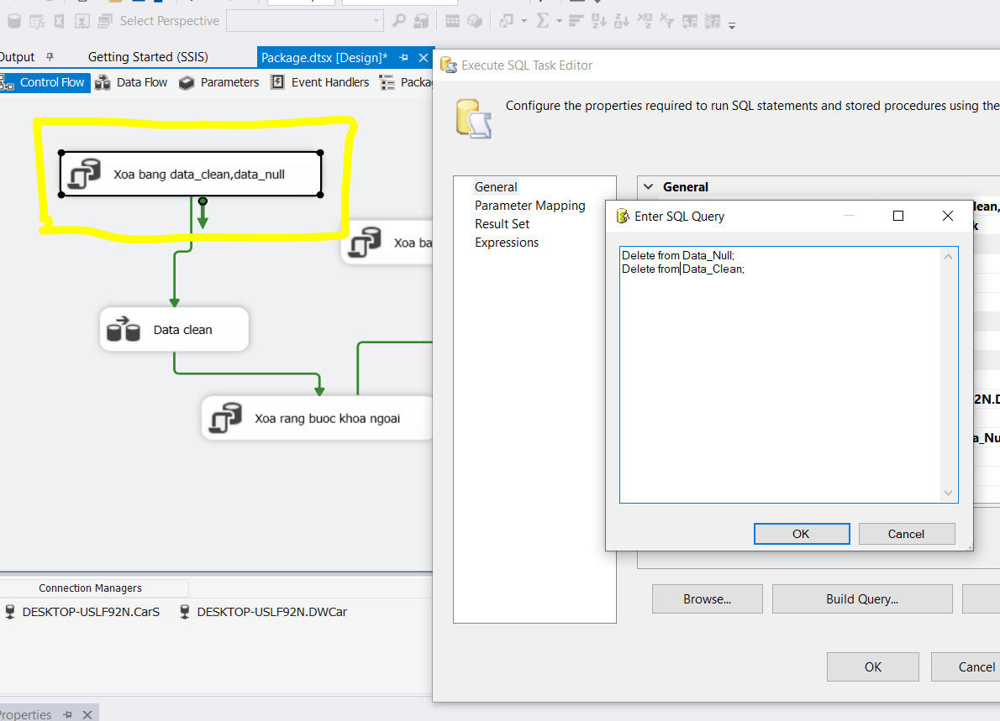 Select Perspective
Output
Getting Started (SSIS)
Package.dtsx [Design]*
Control Flow
Data Flow
Parameters
Event Handlers
Packa
Xoa bang data_clean,data_null
Xoa ba
Data clean
Xoa rang buoc khoa ngoai
Connection Managers
DESKTOP-USLF92N.CarS
DESKTOP-USLF92N.DWCar
Properties
Execute SQL Task Editor
Configure the properties required to run SQL statements and stored procedures using the
General
Parameter Mapping
Result Set
Expressions
General
lean,
k
92N.D
a_Nu
Enter SQL Query
Delete from Data_Null;
Delete from Data_Clean;
OK
Cancel
Browse...
Build Query...
OK
Cancel